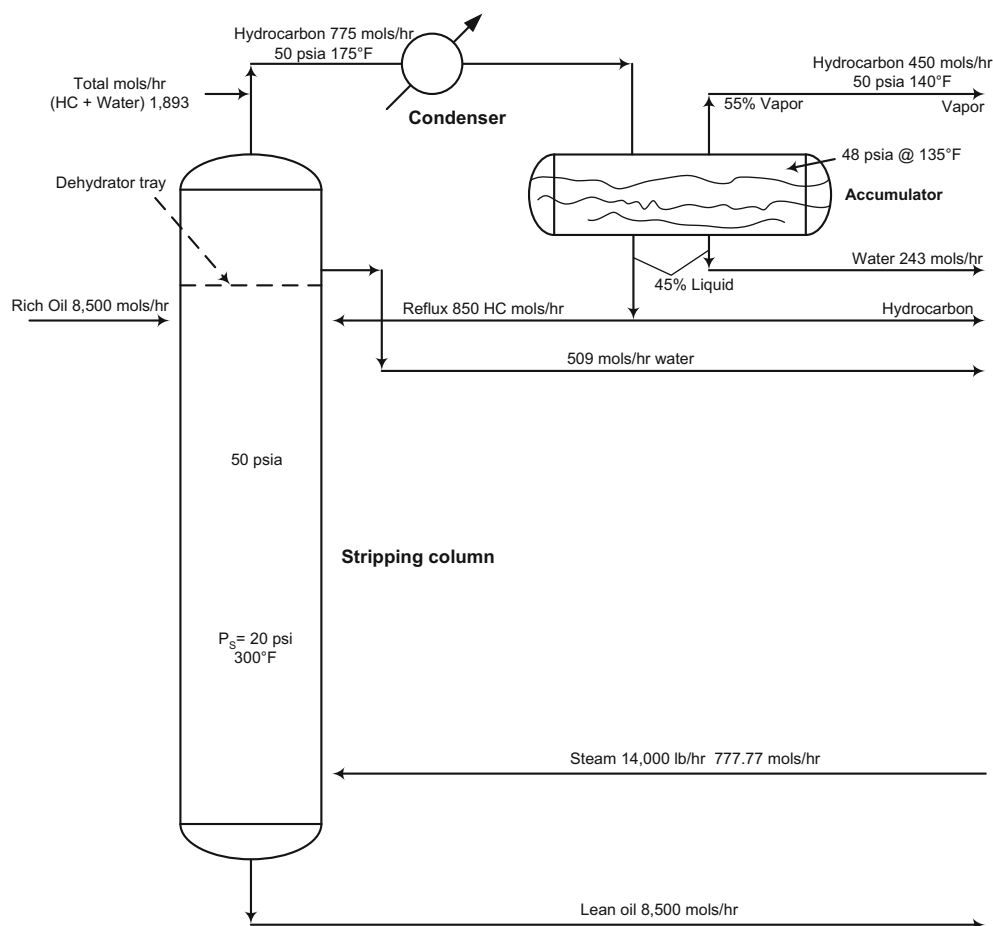 Hydrocarbon 775 mols/hr
50 psia 175°F
Hydrocarbon 450 mols/hr
50 psia 140°F
Total mols/hr
(HC + Water) 1,893
55% Vapor
Vapor
Condenser
48 psia @ 135°F
Dehydrator tray
Accumulator
Water 243 mols/hr
45% Liquid
Rich Oil 8,500 mols/hr
Reflux 850 HC mols/hr
Hydrocarbon
509 mols/hr water
50 psia
Stripping column
PS= 20 psi
300°F
Steam 14,000 lb/hr 777.77 mols/hr
Lean oil 8,500 mols/hr